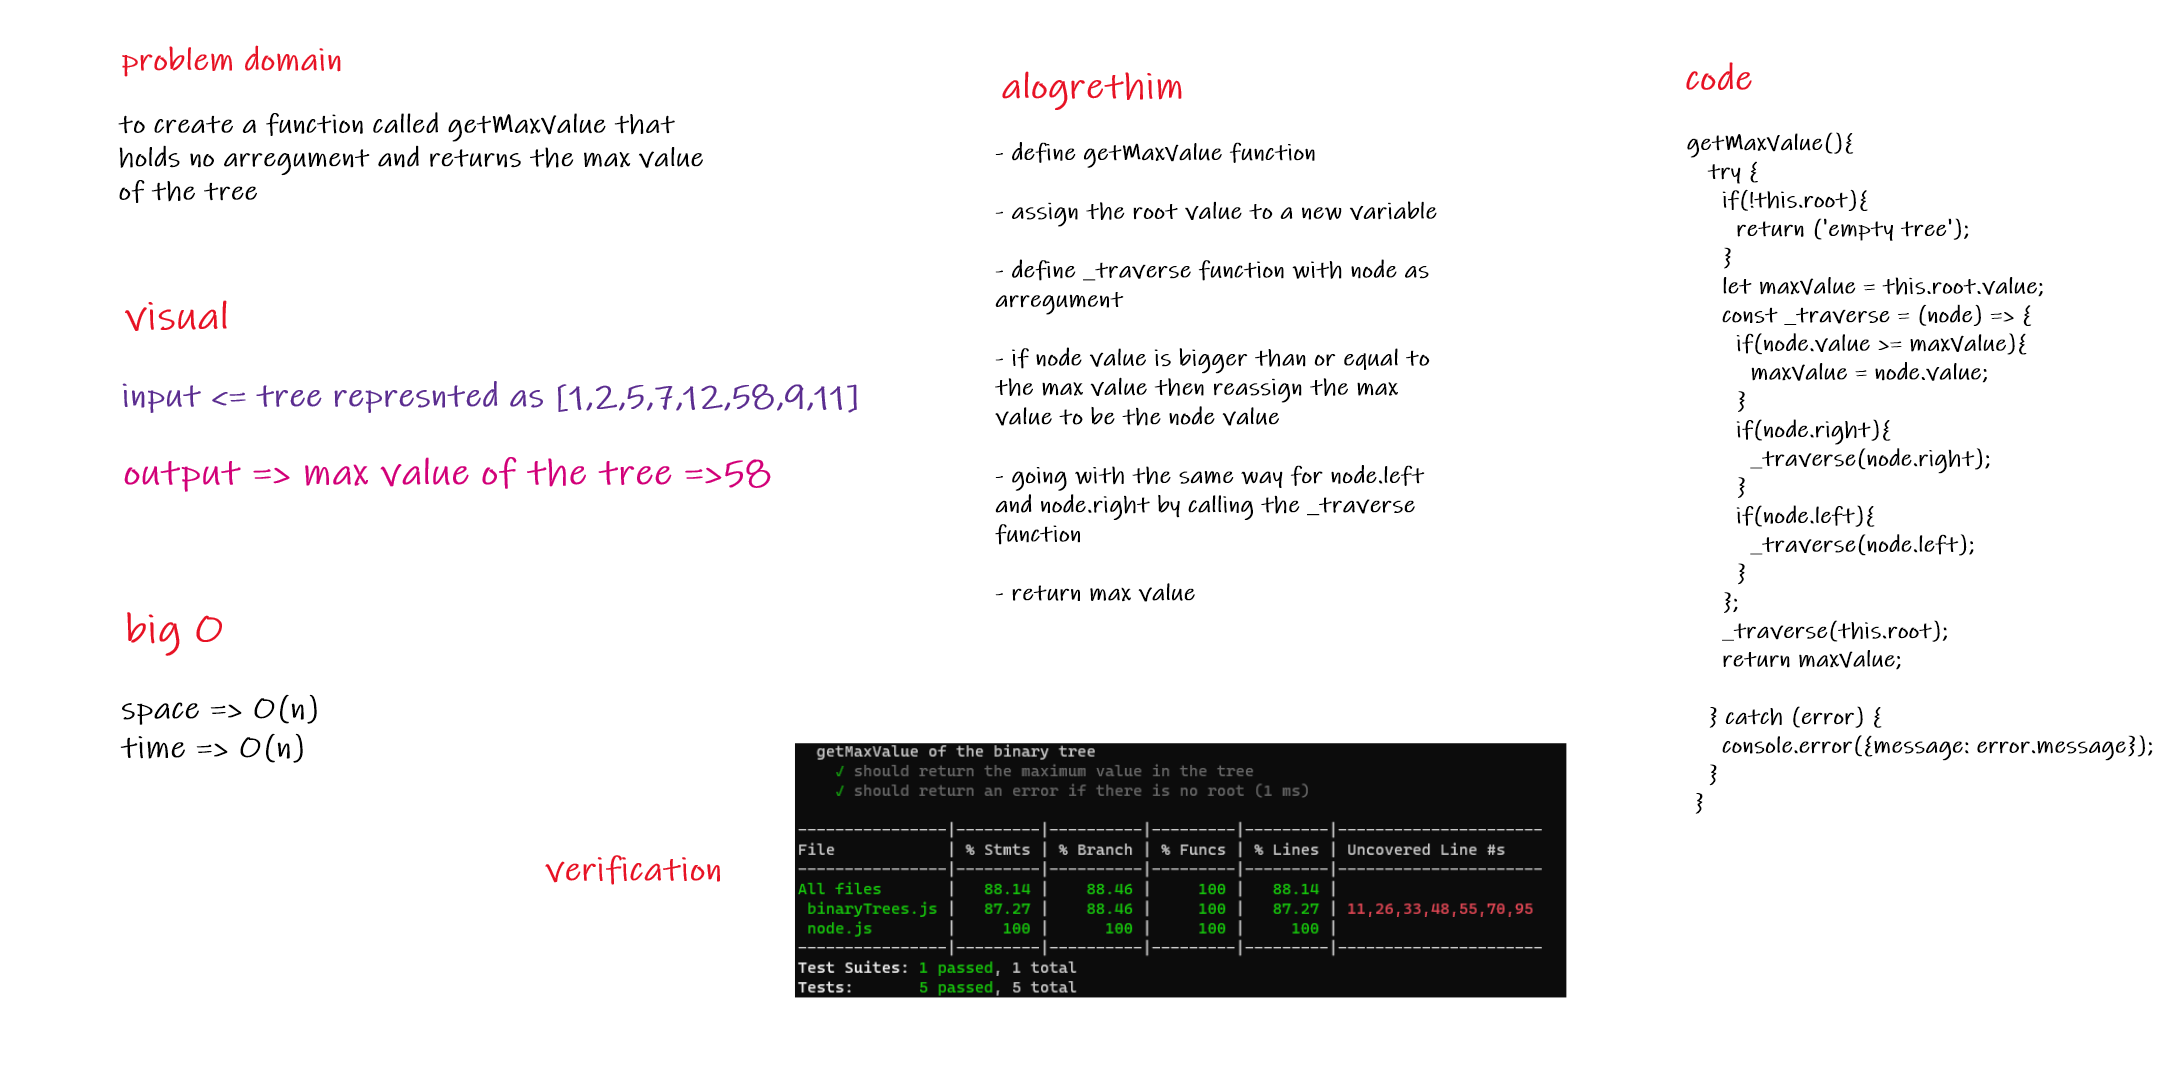 problem domain
to create a function called getMaxValue that
holds no arregument and returns the max value
of the tree
visual
input <= tree represnted as [1,2,5,7,12,58,9,11]
output => max value of the tree =>58
big O
space => O(n)
time => O(n)
alogrethim
- define getMaxValue function
- assign the root value to a new variable
- define _traverse function with node as
arregument
- if node value is bigger than or equal to
the max value then reassign the max
value to be the node value
- going with the same way for node.left
and node.right by calling the _traverse
function
- return max value
verification
getMaxValue of the binary tree
✓ should return the maximum value in the tree
✓ should return an error if there is no root (1 ms)
----------------|---------|----------|---------|---------|----------------------
File            | % Stmts | % Branch | % Funcs | % Lines | Uncovered Line #s
----------------|---------|----------|---------|---------|----------------------
All files       |   88.14 |    88.46 |     100 |   88.14 |
 binaryTrees.js |   87.27 |    88.46 |     100 |   87.27 | 11,26,33,48,55,70,95
 node.js        |     100 |      100 |     100 |     100 |
----------------|---------|----------|---------|---------|----------------------
Test Suites: 1 passed, 1 total
Tests:       5 passed, 5 total
code
getMaxValue(){
try {
if(!this.root){
return ('empty tree');
}
let maxValue = this.root.value;
const _traverse = (node) => {
if(node.value >= maxValue){
maxValue = node.value;
}
if(node.right){
_traverse(node.right);
}
if(node.left){
_traverse(node.left);
}
};
_traverse(this.root);
return maxValue;
} catch (error) {
console.error({message: error.message});
}
}